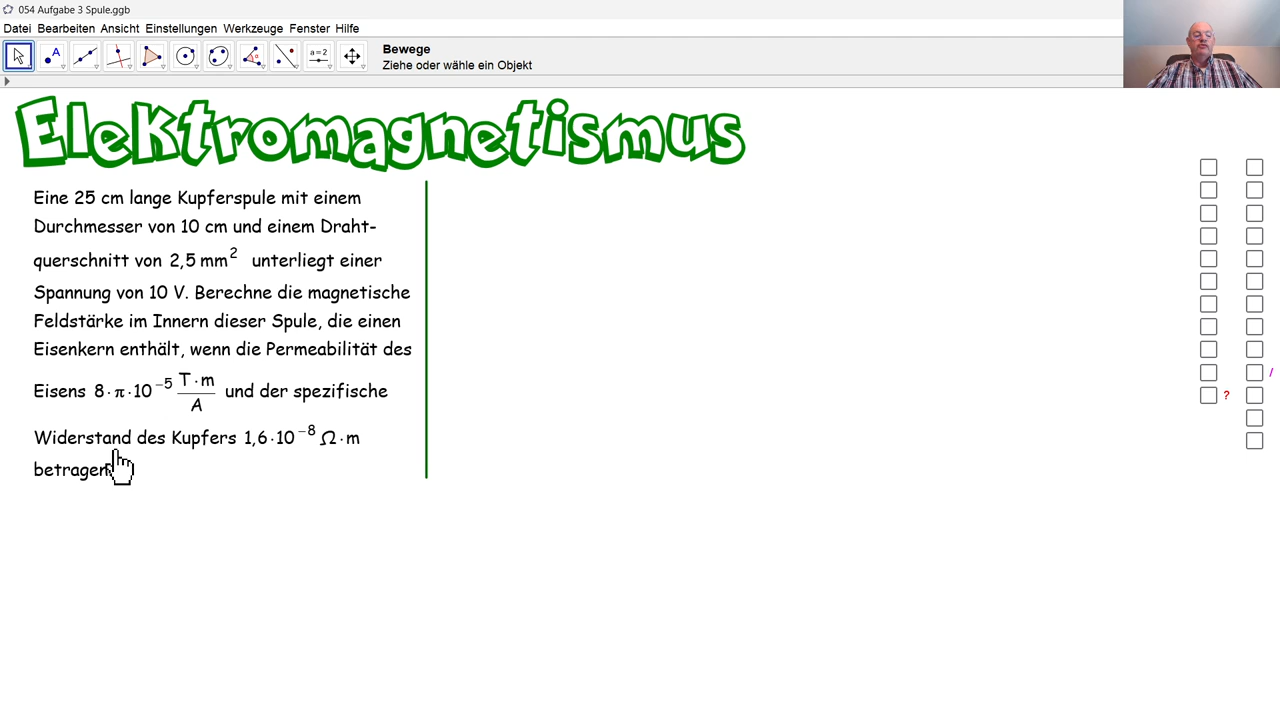 054 Aufgabe 3 Spule.ggb
Datei Bearbeiten Ansicht Einstellungen Werkzeuge Fenster Hilfe
A
a=2
Bewege
Ziehe oder wähle ein Objekt
Elektromagnetismus
Eine 25 cm lange Kupferspule mit einem
Durchmesser von 10 cm und einem Draht-
querschnitt von 2,5 mm² unterliegt einer
Spannung von 10 V. Berechne die magnetische
Feldstärke im Innern dieser Spule, die einen
Eisenkern enthält, wenn die Permeabilität des
Eisens 8·π·10⁻⁵ T·m/A und der spezifische
Widerstand des Kupfers 1,6·10⁻⁸ Ω·m
betragen
/
?